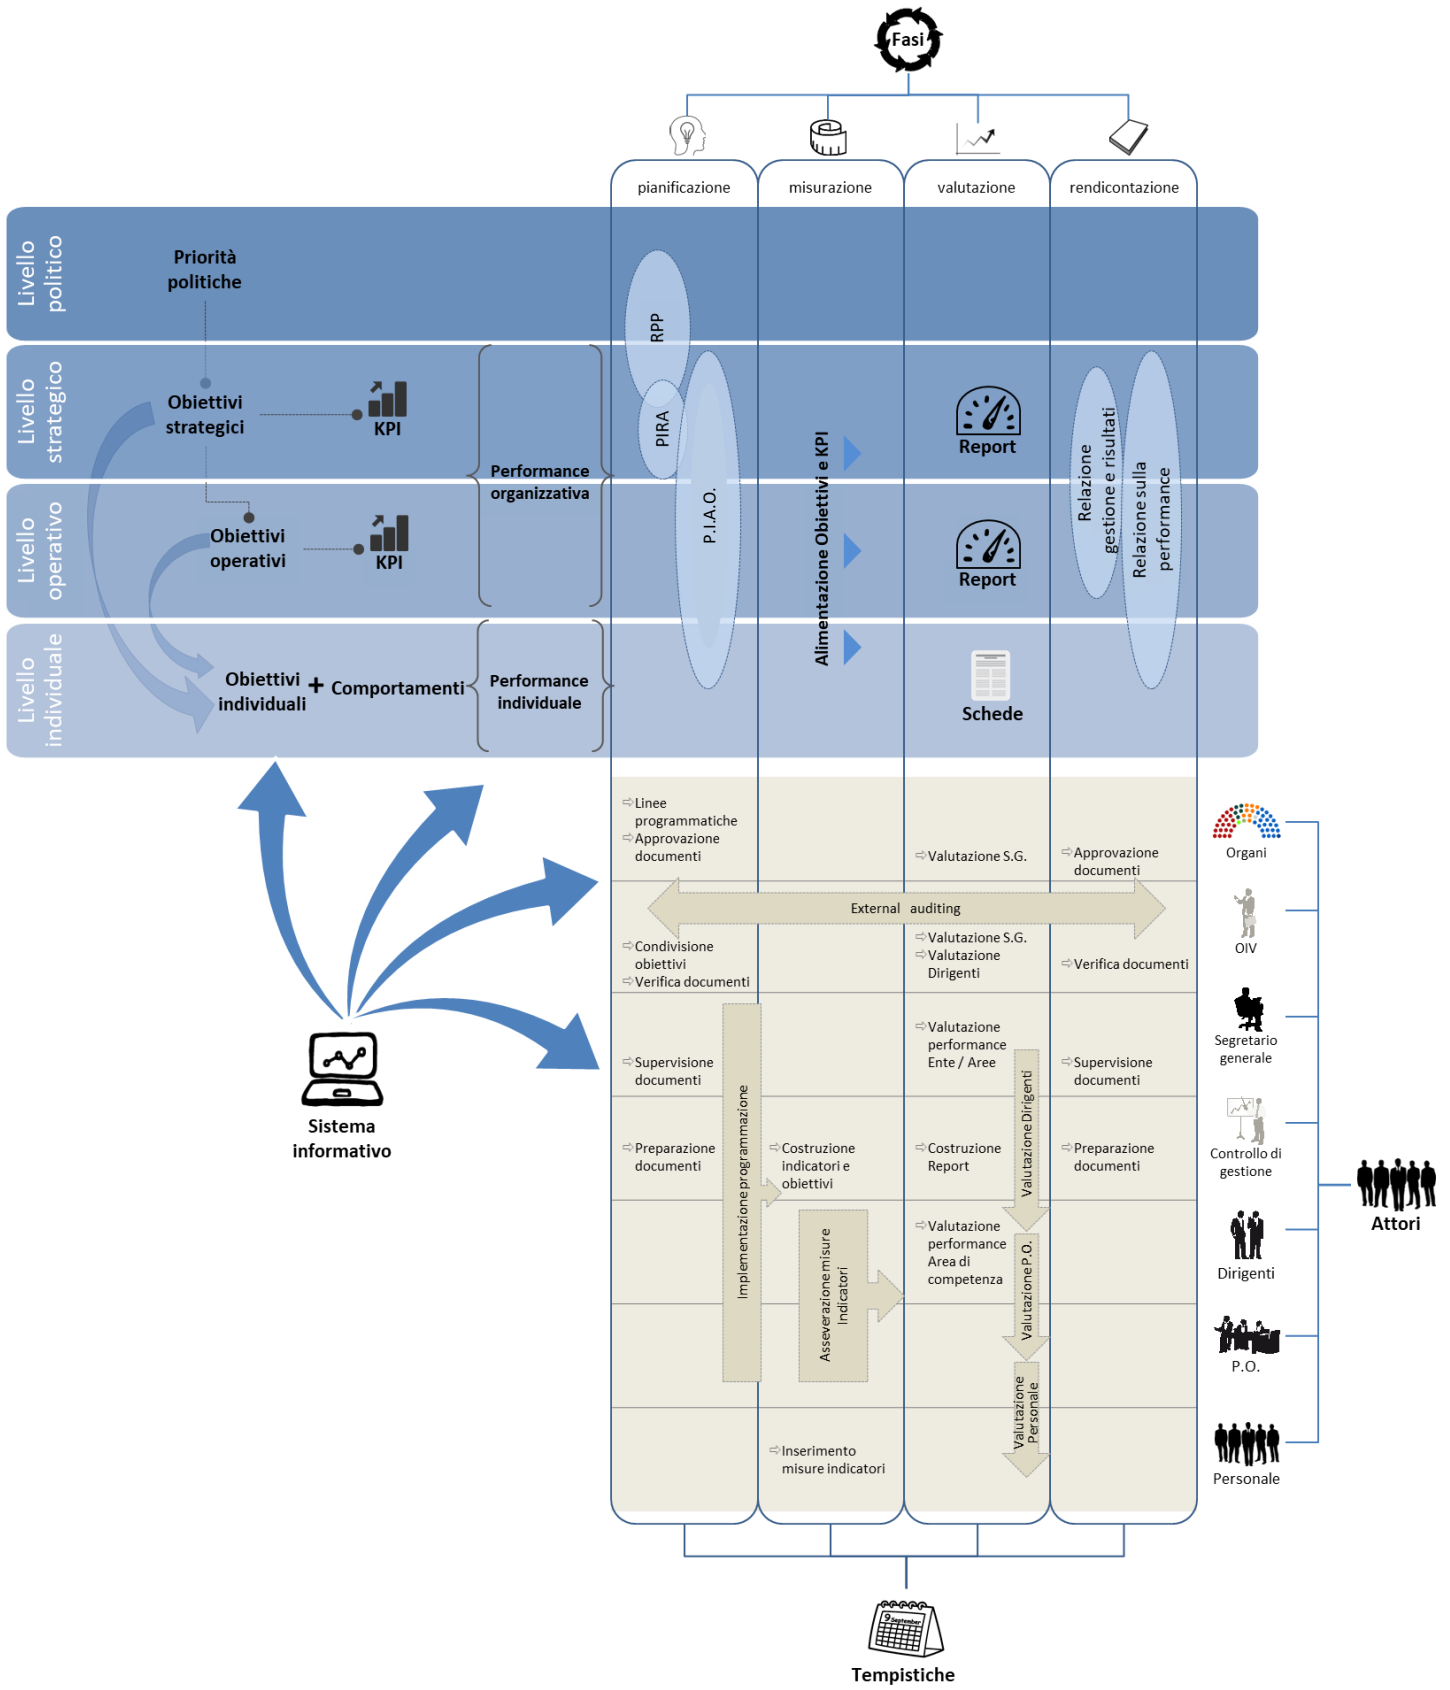 Fasi
pianificazione
misurazione
valutazione
rendicontazione
Livello
politico
Priorità
politiche
RPP
Livello
strategico
Obiettivi
strategici
KPI
PIRA
Report
Performance
organizzativa
P.I.A.O.
Alimentazione Obiettivi e KPI
Relazione
gestione e risultati
Relazione sulla
performance
Livello
operativo
Obiettivi
operativi
KPI
Report
Livello
individuale
Obiettivi
individuali
+
Comportamenti
Performance
individuale
Schede
⇨Linee
programmatiche
⇨Approvazione
documenti
⇨Valutazione S.G.
⇨Approvazione
documenti
Organi
External auditing
⇨Condivisione
obiettivi
⇨Verifica documenti
⇨Valutazione S.G.
⇨Valutazione
Dirigenti
⇨Verifica documenti
OIV
⇨Supervisione
documenti
⇨Valutazione
performance
Ente / Aree
⇨Supervisione
documenti
Segretario
generale
Sistema
informativo
⇨Preparazione
documenti
Implementazione programmazione
⇨Costruzione
indicatori e
obiettivi
⇨Costruzione
Report
Valutazione Dirigenti
⇨Preparazione
documenti
Controllo di
gestione
Attori
Asseverazione misure
Indicatori
⇨Valutazione
performance
Area di
competenza
Valutazione P.O.
Dirigenti
P.O.
Valutazione
Personale
⇨Inserimento
misure indicatori
Personale
9 September
Tempistiche